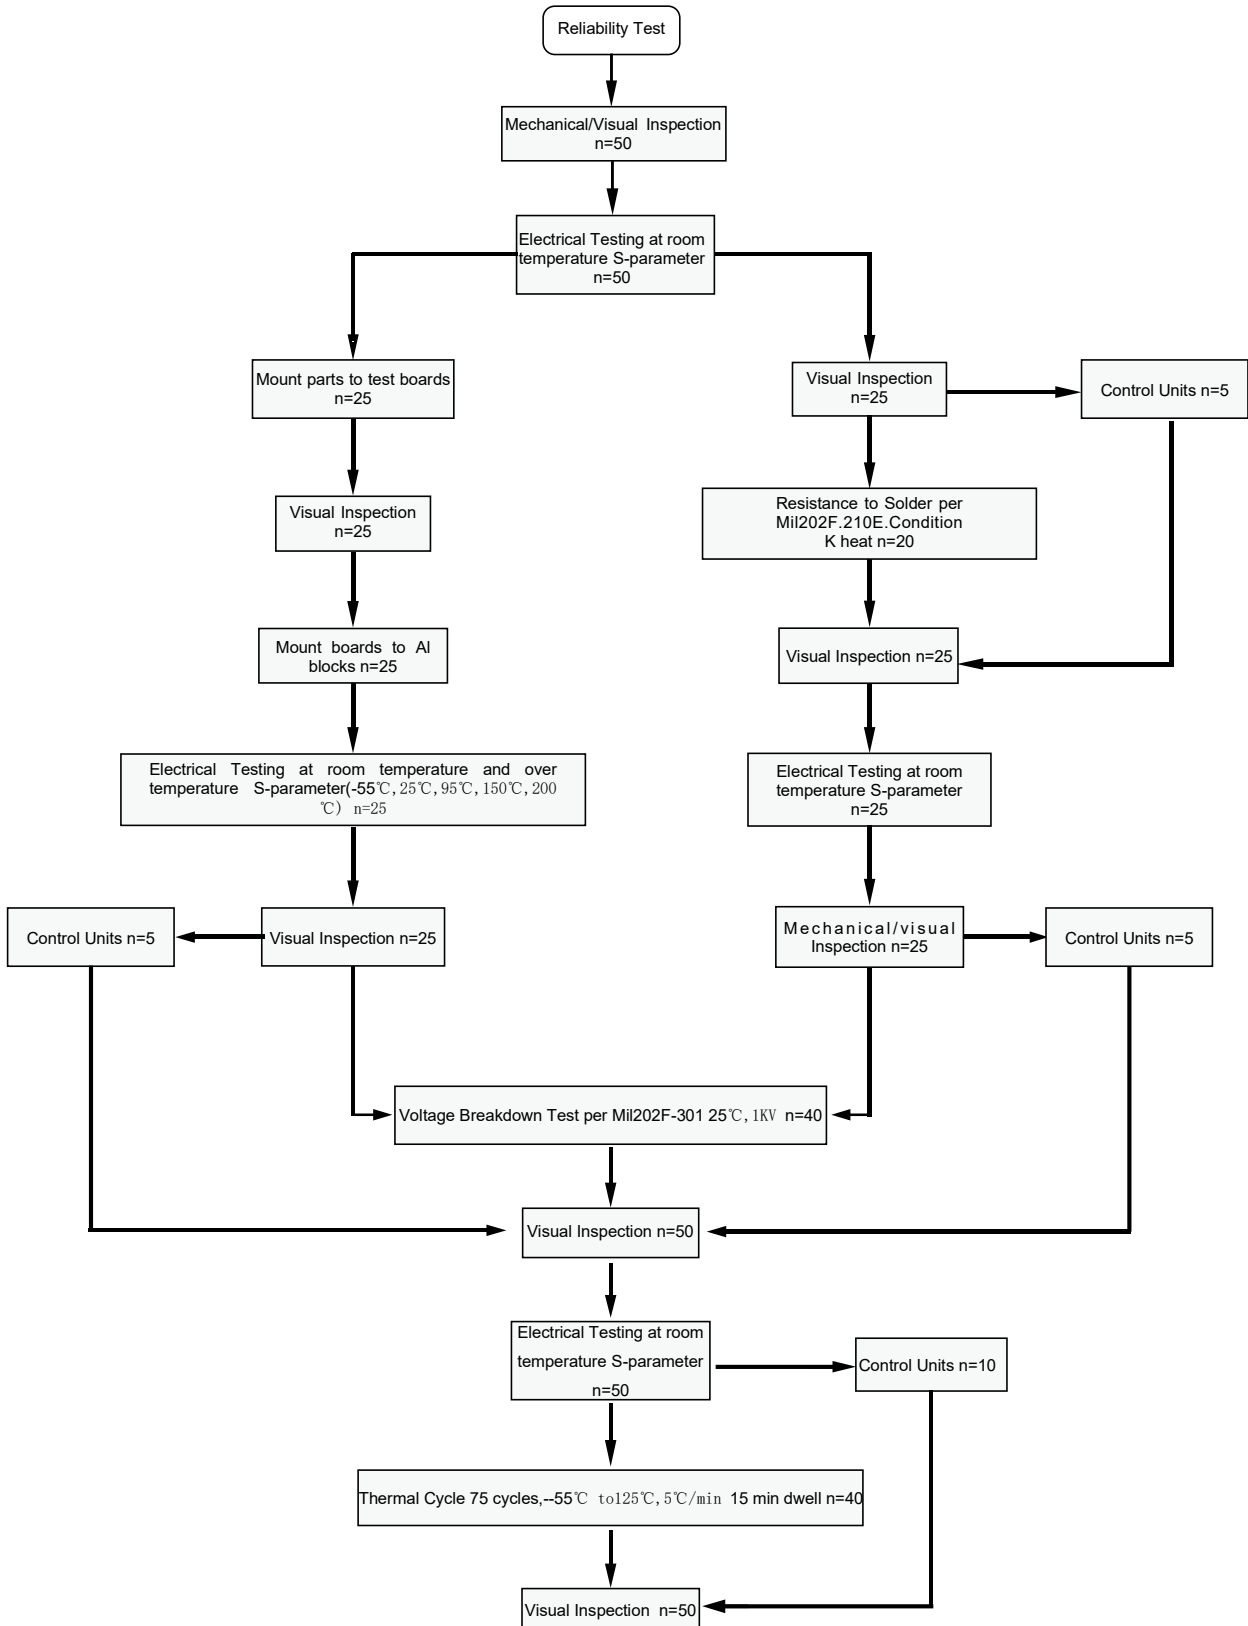 Reliability Test
Mechanical/Visual Inspection
n=50
Electrical Testing at room
temperature S-parameter
n=50
Mount parts to test boards
n=25
Visual Inspection
n=25
Control Units n=5
Visual Inspection
n=25
Resistance to Solder per
Mil202F.210E.Condition
K heat n=20
Mount boards to Al
blocks n=25
Visual Inspection n=25
Electrical Testing at room temperature and over
temperature S-parameter(-55℃,25℃,95℃,150℃,200
℃) n=25
Electrical Testing at room
temperature S-parameter
n=25
Control Units n=5
Visual Inspection n=25
Mechanical/visual
Inspection n=25
Control Units n=5
Voltage Breakdown Test per Mil202F-301 25℃,1KV n=40
Visual Inspection n=50
Electrical Testing at room
temperature S-parameter
n=50
Control Units n=10
Thermal Cycle 75 cycles,--55℃ to125℃,5℃/min 15 min dwell n=40
Visual Inspection n=50